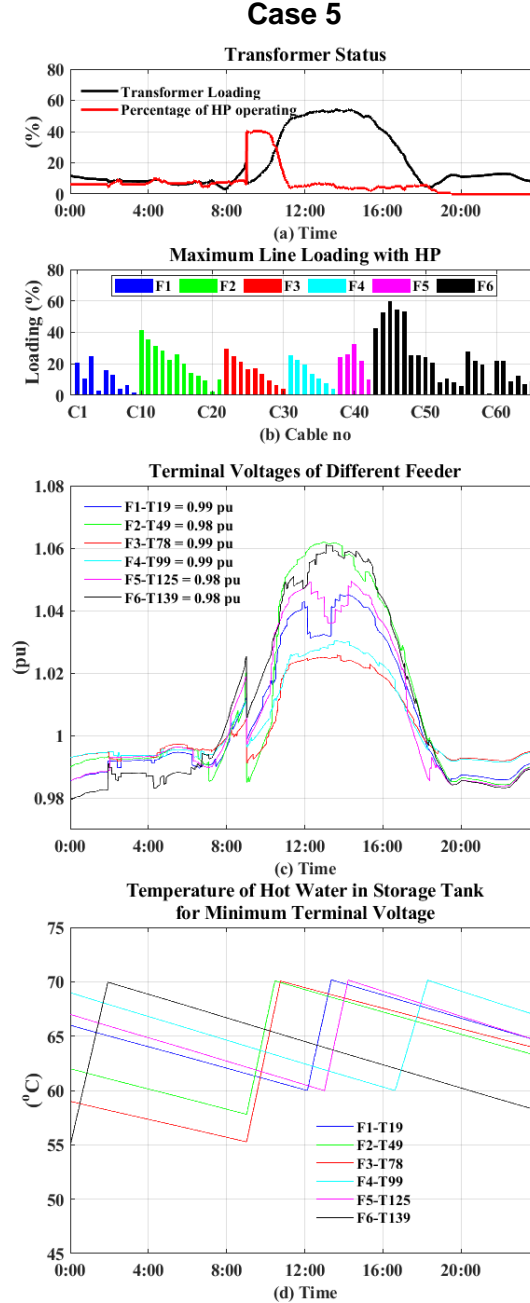 Case 5
Transformer Status
80
60
40
20
0
(%)
Transformer Loading
Percentage of HP operating
0:00 4:00 8:00 12:00 16:00 20:00
(a) Time
Maximum Line Loading with HP
80
60
40
20
0
Loading (%)
F1 F2 F3 F4 F5 F6
C1 C10 C20 C30 C40 C50 C60
(b) Cable no
Terminal Voltages of Different Feeder
1.08
1.06
1.04
1.02
1
0.98
(pu)
F1-T19 = 0.99 pu
F2-T49 = 0.98 pu
F3-T78 = 0.99 pu
F4-T99 = 0.99 pu
F5-T125 = 0.98 pu
F6-T139 = 0.98 pu
0:00 4:00 8:00 12:00 16:00 20:00
(c) Time
Temperature of Hot Water in Storage Tank
for Minimum Terminal Voltage
75
70
65
60
55
50
45
(°C)
F1-T19
F2-T49
F3-T78
F4-T99
F5-T125
F6-T139
0:00 4:00 8:00 12:00 16:00 20:00
(d) Time